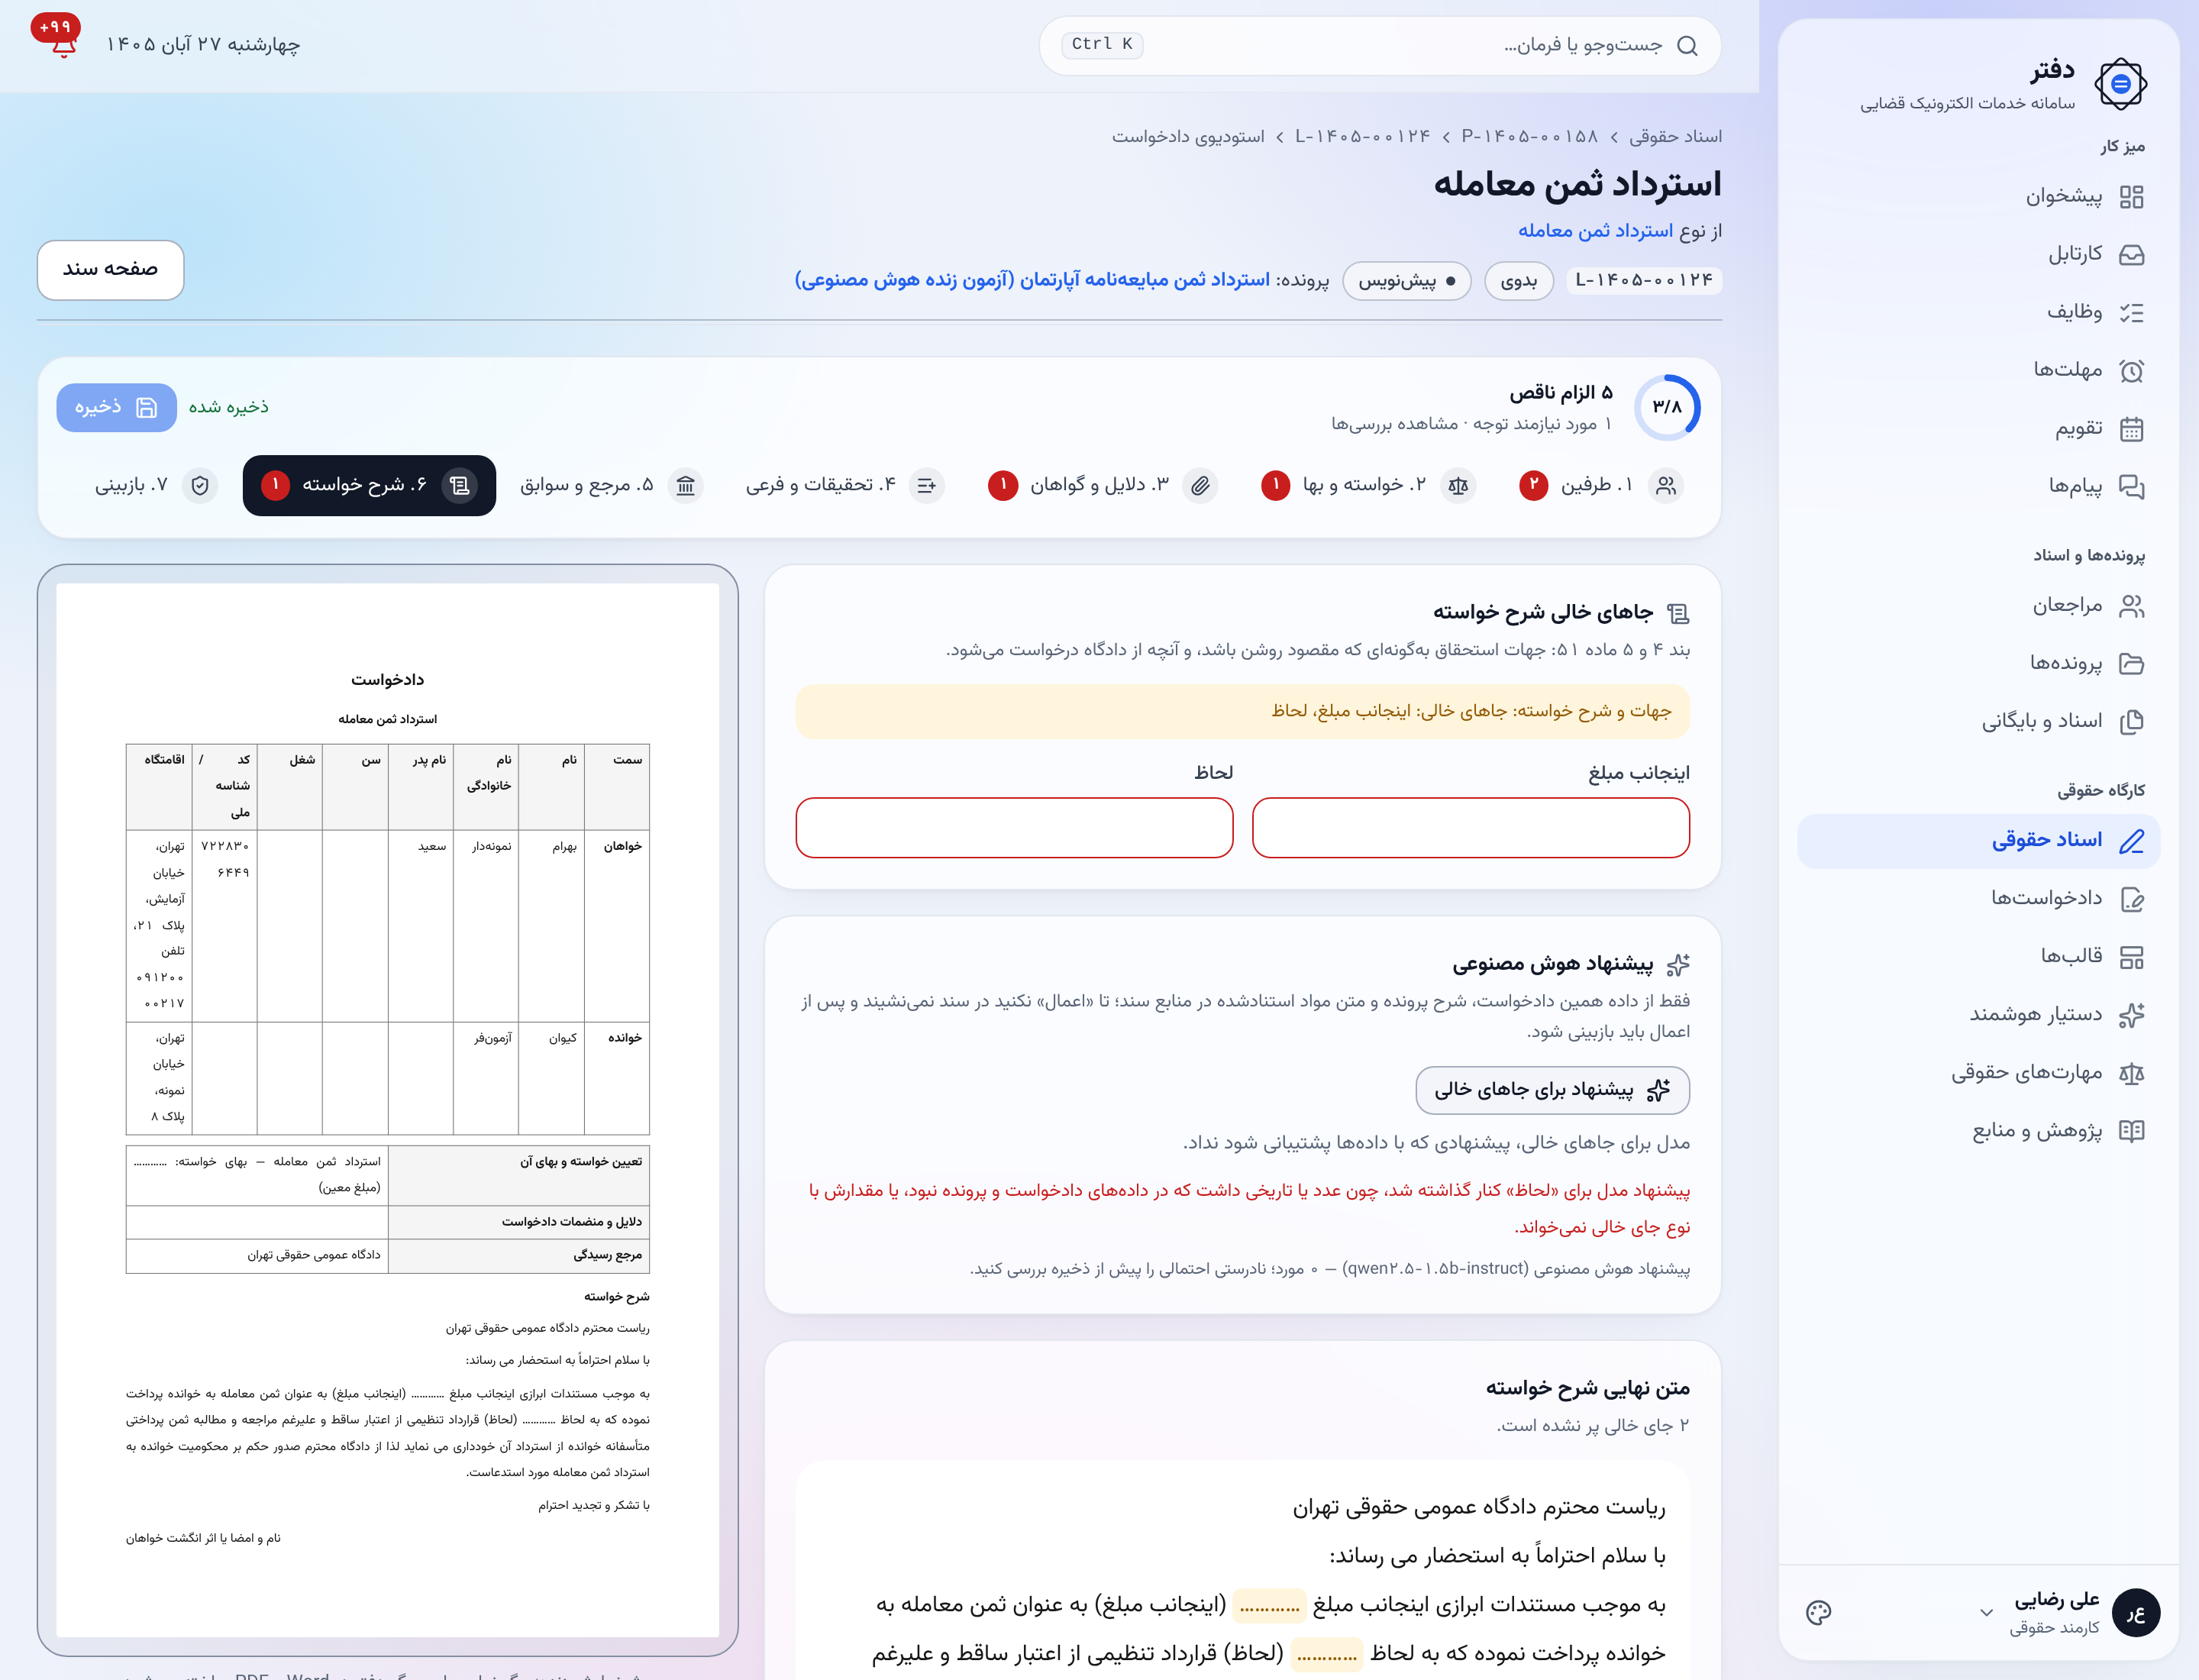 دفتر
سامانه خدمات الکترونیک قضایی
میز کار
پیشخوان
کارتابل
وظایف
مهلت‌ها
تقویم
پیام‌ها
پرونده‌ها و اسناد
مراجعان
پرونده‌ها
اسناد و بایگانی
کارگاه حقوقی
اسناد حقوقی
دادخواست‌ها
قالب‌ها
دستیار هوشمند
مهارت‌های حقوقی
پژوهش و منابع
عر
علی رضایی
کارمند حقوقی
جست‌وجو یا فرمان...
Ctrl K
چهارشنبه ۲۷ آبان ۱۴۰۵
+۹۹
اسناد حقوقی › P-۱۴۰۵-۰۰۱۵۸ › L-۱۴۰۵-۰۰۱۲۴ › استودیوی دادخواست
استرداد ثمن معامله
از نوع استرداد ثمن معامله
L-۱۴۰۵-۰۰۱۲۴ بدوی پیش‌نویس پرونده: استرداد ثمن مبایعه‌نامه آپارتمان (آزمون زنده هوش مصنوعی)
صفحه سند
۳/۸
۵ الزام ناقص
۱ مورد نیازمند توجه · مشاهده بررسی‌ها
ذخیره شده
ذخیره
۱. طرفین ۲
۲. خواسته و بها ۱
۳. دلایل و گواهان ۱
۴. تحقیقات و فرعی
۵. مرجع و سوابق
۶. شرح خواسته ۱
۷. بازبینی
جاهای خالی شرح خواسته
بند ۴ و ۵ ماده ۵۱: جهات استحقاق به‌گونه‌ای که مقصود روشن باشد، و آنچه از دادگاه درخواست می‌شود.
جهات و شرح خواسته: جاهای خالی: اینجانب مبلغ، لحاظ
اینجانب مبلغ
لحاظ
پیشنهاد هوش مصنوعی
فقط از داده همین دادخواست، شرح پرونده و متن مواد استنادشده در منابع سند؛ تا «اعمال» نکنید در سند نمی‌نشیند و پس از
اعمال باید بازبینی شود.
پیشنهاد برای جاهای خالی
مدل برای جاهای خالی، پیشنهادی که با داده‌ها پشتیبانی شود نداد.
پیشنهاد مدل برای «لحاظ» کنار گذاشته شد، چون عدد یا تاریخی داشت که در داده‌های دادخواست و پرونده نبود، یا مقدارش با
نوع جای خالی نمی‌خواند.
پیشنهاد هوش مصنوعی (qwen۲.۵-۱.۵b-instruct) — ۰ مورد؛ نادرستی احتمالی را پیش از ذخیره بررسی کنید.
متن نهایی شرح خواسته
۲ جای خالی پر نشده است.
ریاست محترم دادگاه عمومی حقوقی تهران
با سلام احتراماً به استحضار می رساند:
به موجب مستندات ابرازی اینجانب مبلغ ............ (اینجانب مبلغ) به عنوان ثمن معامله به
خوانده پرداخت نموده که به لحاظ ............ (لحاظ) قرارداد تنظیمی از اعتبار ساقط و علیرغم
دادخواست
استرداد ثمن معامله
سمت نام نام خانوادگی نام پدر سن شغل کد / شناسه ملی اقامتگاه
خواهان بهرام نمونه‌دار سعید ۷۲۲۸۳۰۶۴۴۹ تهران، خیابان آزمایش، پلاک ۲۱، تلفن ۰۹۱۲۰۰۰۰۲۱۷
خوانده کیوان آزمون‌فر تهران، خیابان نمونه، پلاک ۸
تعیین خواسته و بهای آن استرداد ثمن معامله — بهای خواسته: ............ (مبلغ معین)
دلایل و منضمات دادخواست
مرجع رسیدگی دادگاه عمومی حقوقی تهران
شرح خواسته
ریاست محترم دادگاه عمومی حقوقی تهران
با سلام احتراماً به استحضار می رساند:
به موجب مستندات ابرازی اینجانب مبلغ ............ (اینجانب مبلغ) به عنوان ثمن معامله به خوانده پرداخت
نموده که به لحاظ ............ (لحاظ) قرارداد تنظیمی از اعتبار ساقط و علیرغم مراجعه و مطالبه ثمن پرداختی
متأسفانه خوانده از استرداد آن خودداری می نماید لذا از دادگاه محترم صدور حکم بر محکومیت خوانده به
استرداد ثمن معامله مورد استدعاست.
با تشکر و تجدید احترام
نام و امضا یا اثر انگشت خواهان